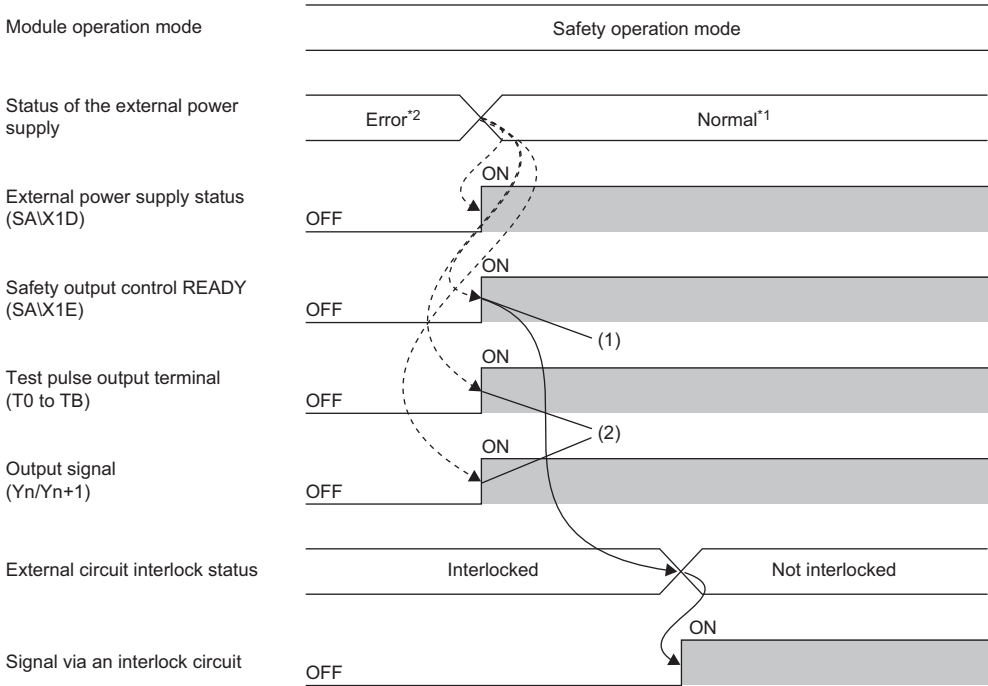 Module operation mode
Safety operation mode
Status of the external power
supply
Error*2
Normal*1
ON
External power supply status
(SA\X1D)
OFF
ON
Safety output control READY
(SA\X1E)
OFF
(1)
ON
Test pulse output terminal
(T0 to TB)
OFF
(2)
ON
Output signal
(Yn/Yn+1)
OFF
External circuit interlock status
Interlocked
Not interlocked
ON
Signal via an interlock circuit
OFF